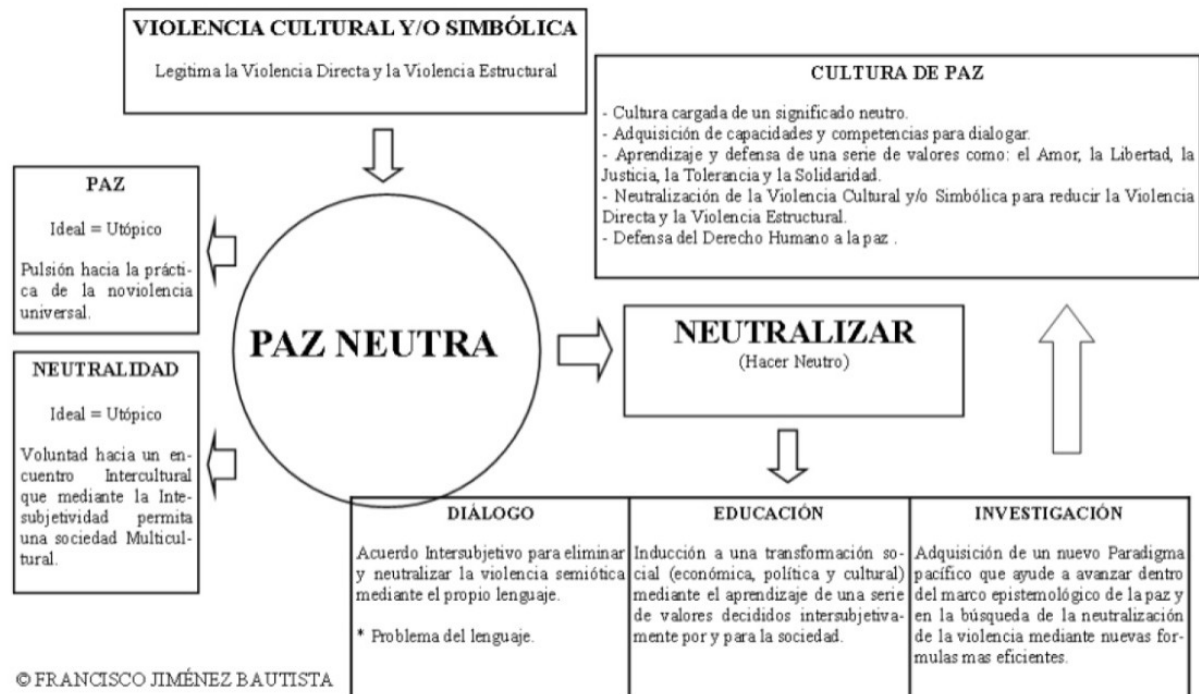 VIOLENCIA CULTURAL Y/O SIMBÓLICA
Legitima la Violencia Directa y la Violencia Estructural
CULTURA DE PAZ
- Cultura cargada de un significado neutro.
- Adquisición de capacidades y competencias para dialogar.
- Aprendizaje y defensa de una serie de valores como: el Amor, la Libertad, la
Justicia, la Tolerancia y la Solidaridad.
- Neutralización de la Violencia Cultural y/o Simbólica para reducir la Violencia
Directa y la Violencia Estructural.
- Defensa del Derecho Humano a la paz .
PAZ
Ideal = Utópico
Pulsión hacia la prácti-
ca de la noviolencia
universal.
PAZ NEUTRA
NEUTRALIZAR
(Hacer Neutro)
NEUTRALIDAD
Ideal = Utópico
Voluntad hacia un en-
cuentro Intercultural
que mediante la Inte-
subjetividad permita
una sociedad Multicul-
tural.
DIÁLOGO
Acuerdo Intersubjetivo para eliminar
y neutralizar la violencia semiótica
mediante el propio lenguaje.
* Problema del lenguaje.
EDUCACIÓN
Inducción a una transformación so-
cial (económica, política y cultural)
mediante el aprendizaje de una serie
de valores decididos intersubjetiva-
mente por y para la sociedad.
INVESTIGACIÓN
Adquisición de un nuevo Paradigma
pacífico que ayude a avanzar dentro
del marco epistemológico de la paz y
en la búsqueda de la neutralización
de la violencia mediante nuevas for-
mulas mas eficientes.
© FRANCISCO JIMÉNEZ BAUTISTA